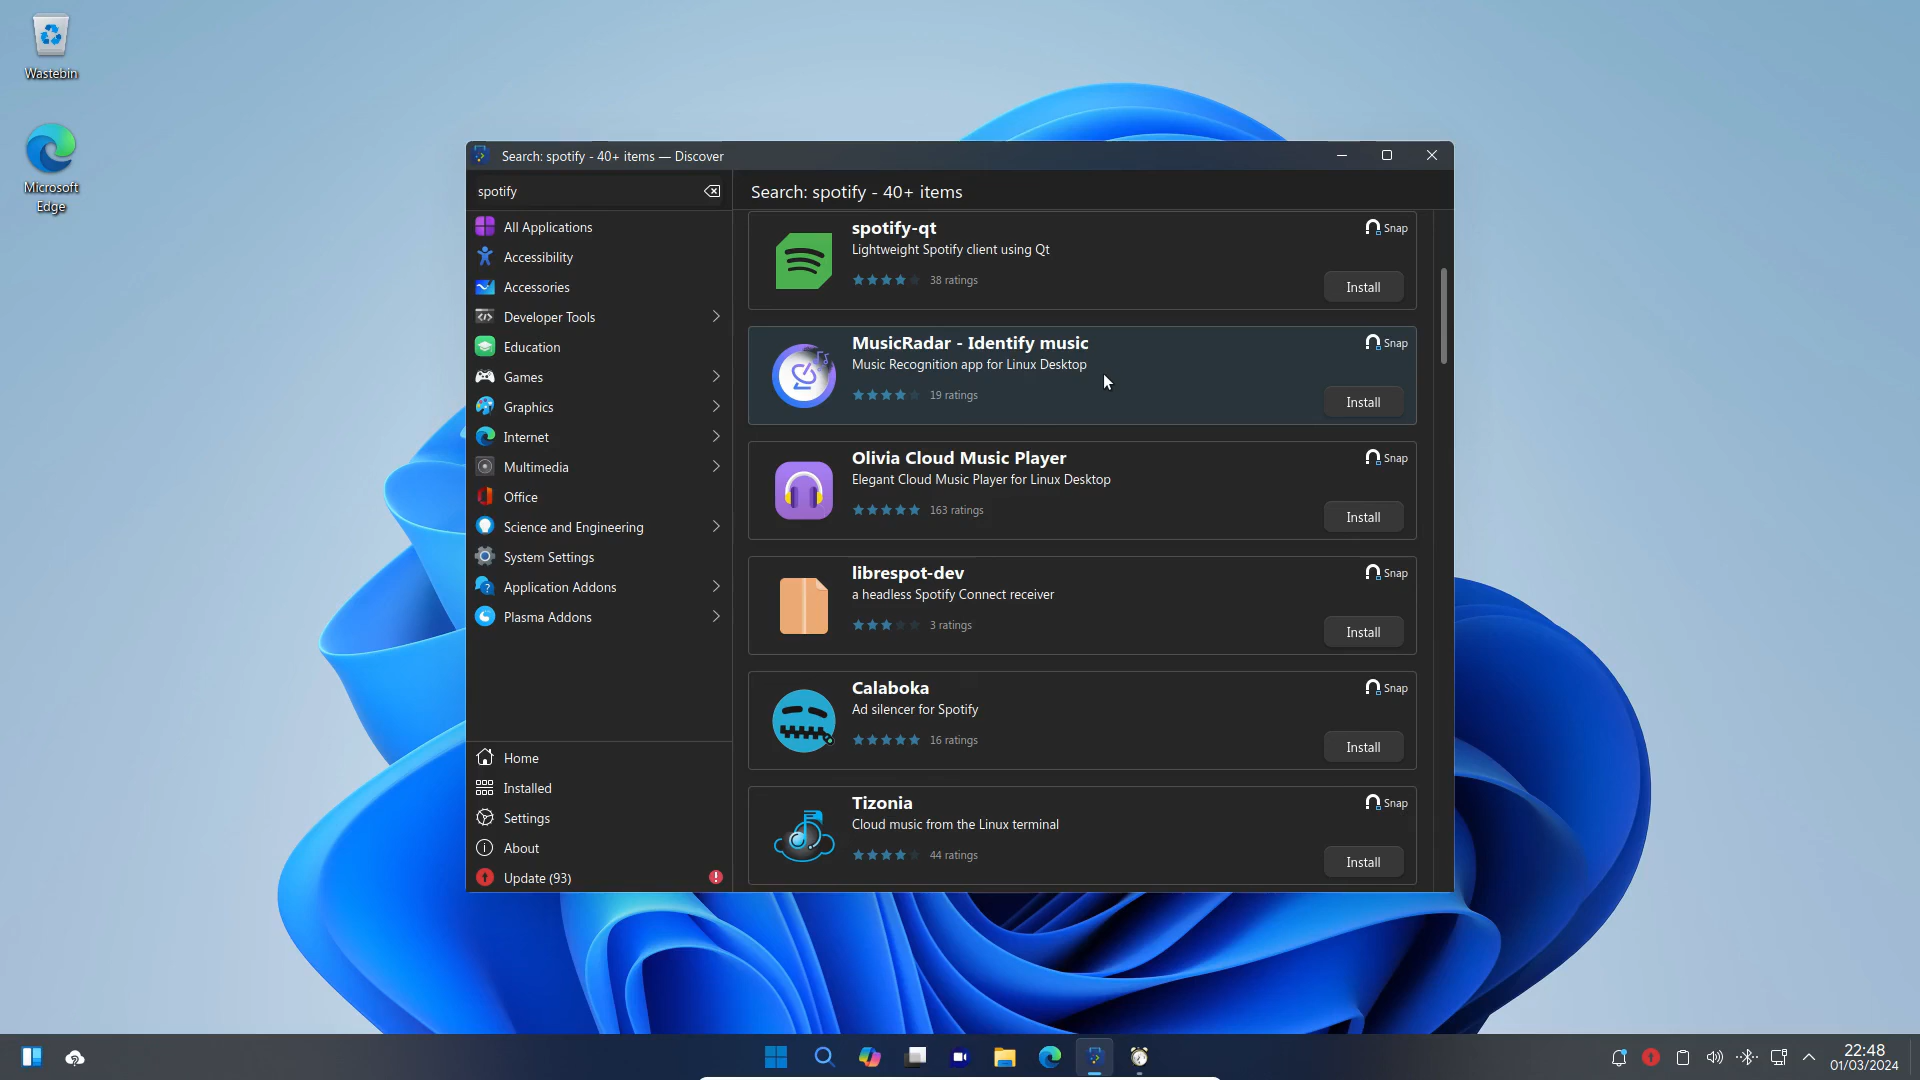 Wastebin
Microsoft
Edge
Search: spotify - 40+ items — Discover
spotify
All Applications
Accessibility
Accessories
Developer Tools
Education
Games
Graphics
Internet
Multimedia
Office
Science and Engineering
System Settings
Application Addons
Plasma Addons
Home
Installed
Settings
About
Update (93)
Search: spotify - 40+ items
spotify-qt
Snap
Lightweight Spotify client using Qt
38 ratings
Install
MusicRadar - Identify music
Snap
Music Recognition app for Linux Desktop
19 ratings
Install
Olivia Cloud Music Player
Snap
Elegant Cloud Music Player for Linux Desktop
163 ratings
Install
librespot-dev
Snap
a headless Spotify Connect receiver
3 ratings
Install
Calaboka
Snap
Ad silencer for Spotify
16 ratings
Install
Tizonia
Snap
Cloud music from the Linux terminal
44 ratings
Install
22:48
01/03/2024